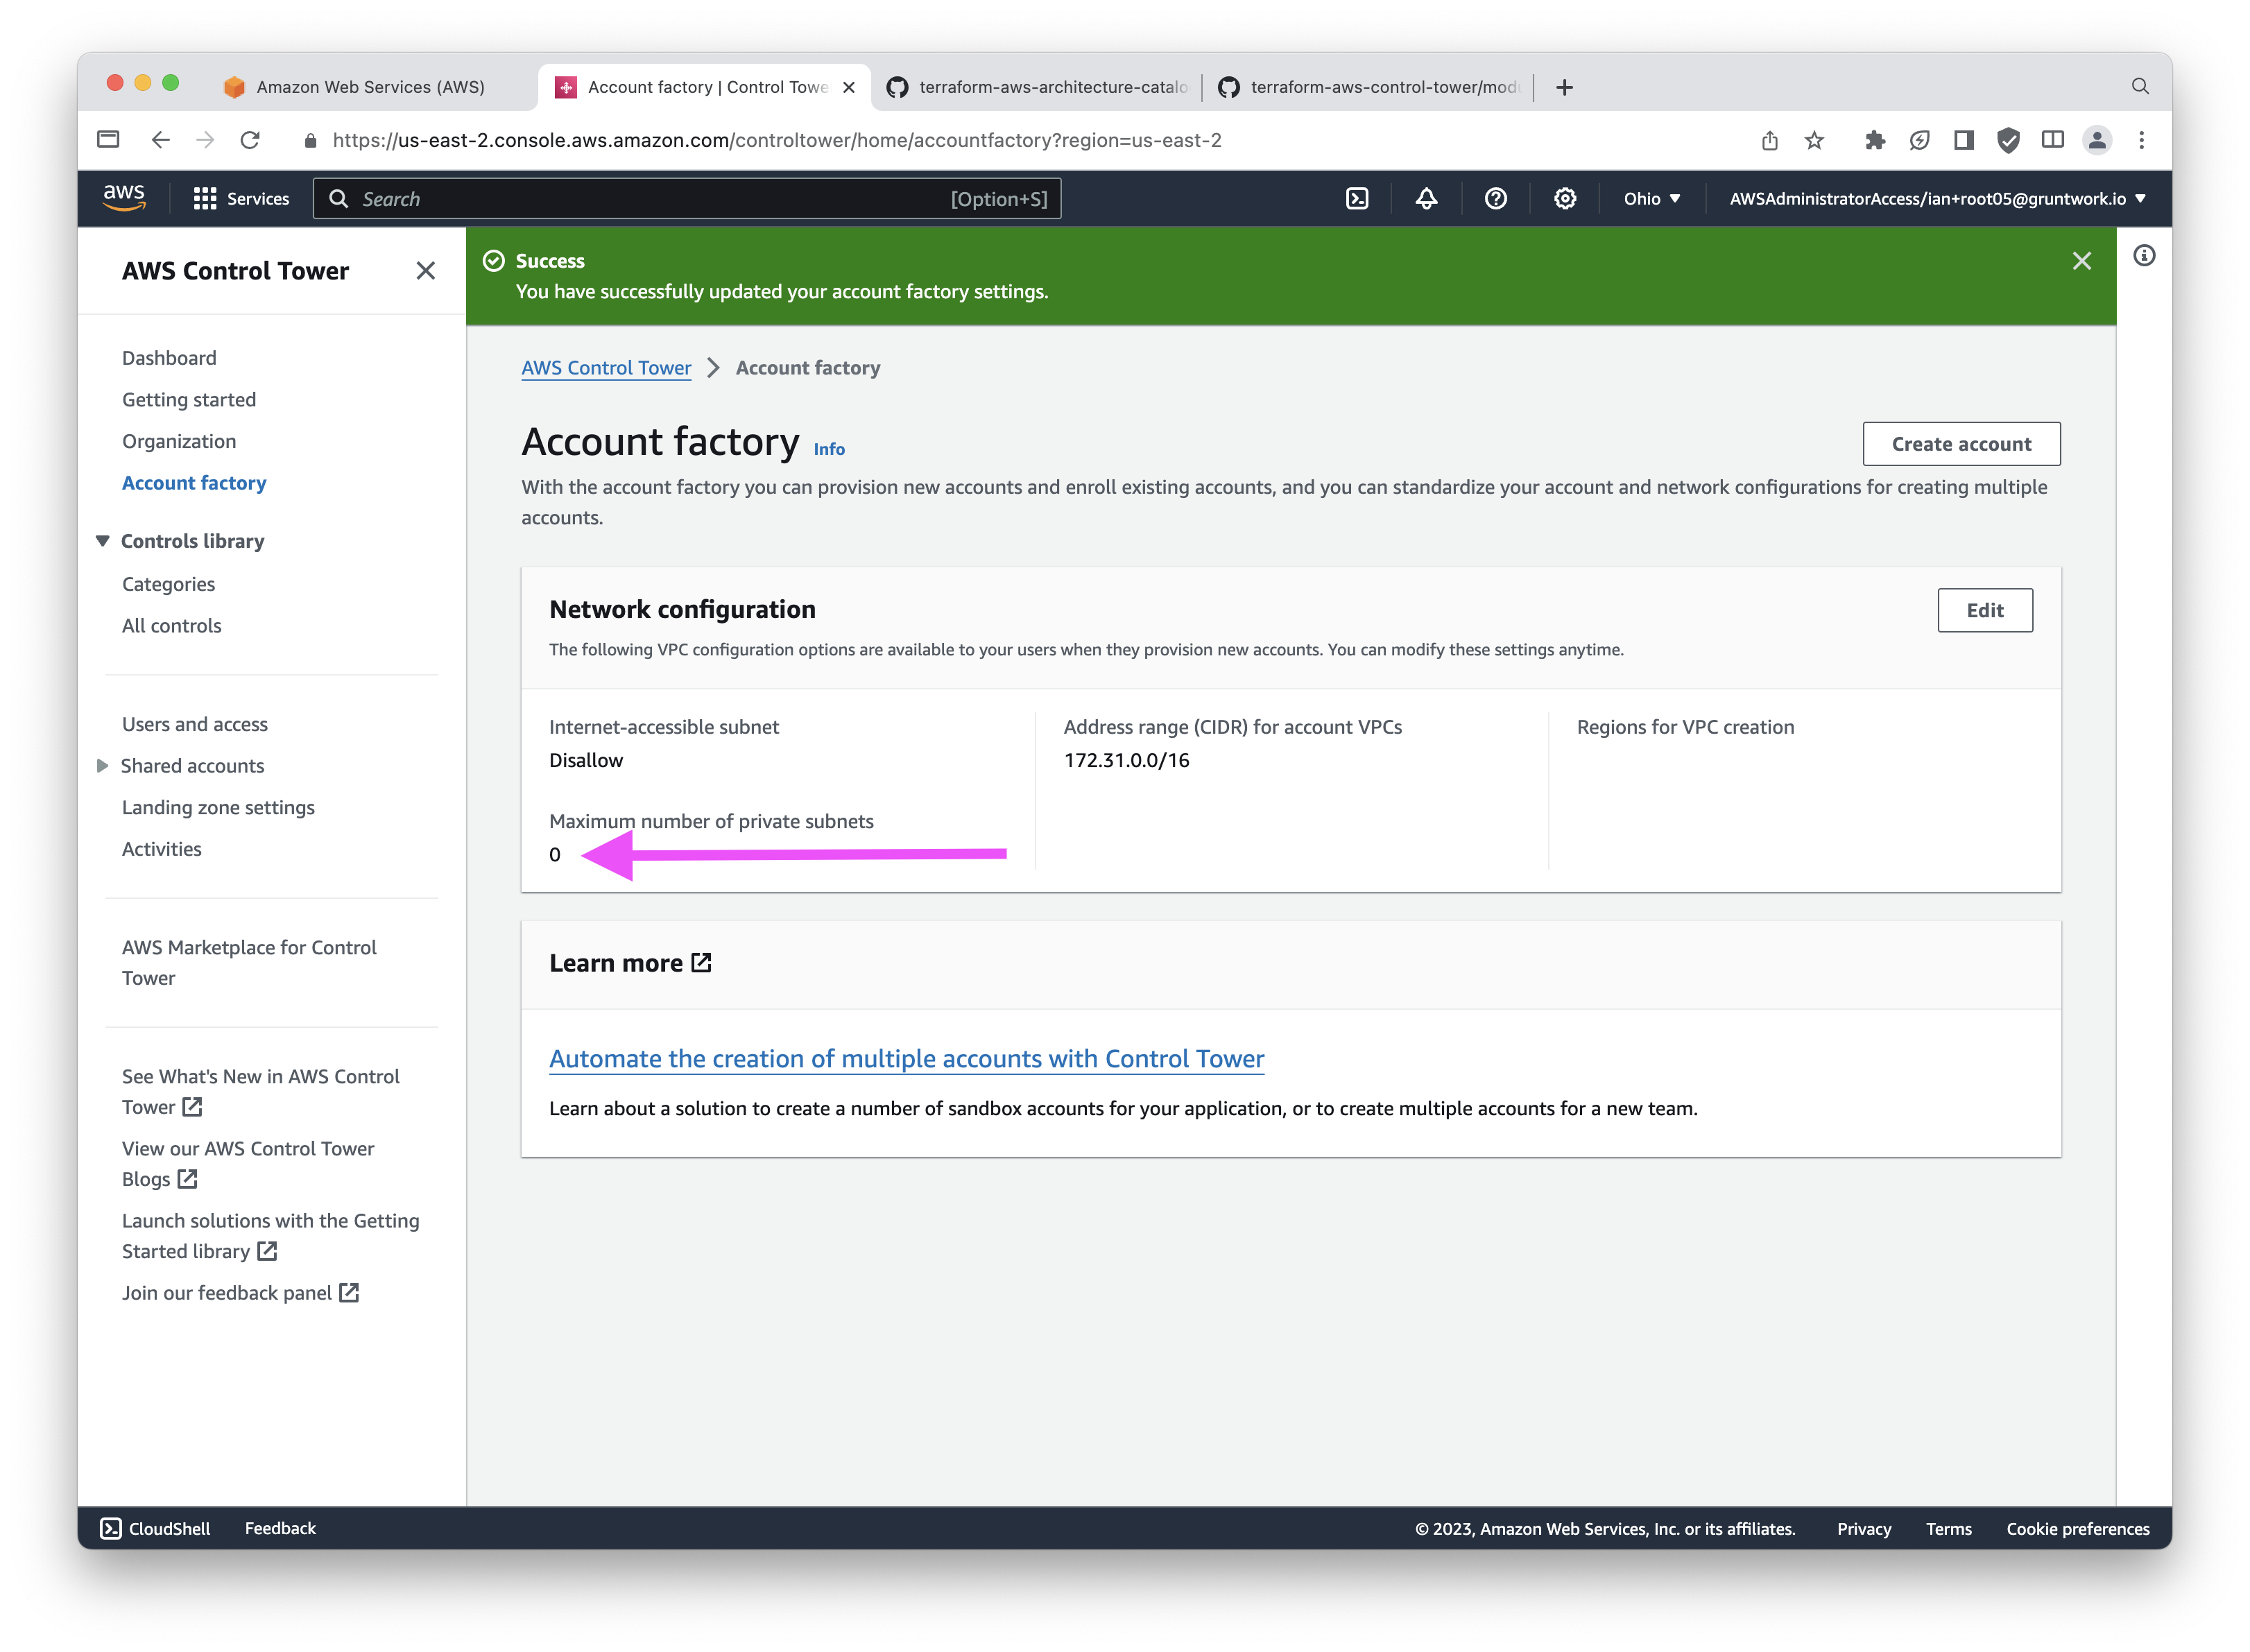 Amazon Web Services (AWS)
Account factory | Control Towe
terraform-aws-architecture-catalo
terraform-aws-control-tower/modu
https://us-east-2.console.aws.amazon.com/controltower/home/accountfactory?region=us-east-2
aws
Services
Search
[Option+S]
Ohio
AWSAdministratorAccess/ian+root05@gruntwork.io
AWS Control Tower
Dashboard
Getting started
Organization
Account factory
Controls library
Categories
All controls
Users and access
Shared accounts
Landing zone settings
Activities
AWS Marketplace for Control
Tower
See What's New in AWS Control
Tower
View our AWS Control Tower
Blogs
Launch solutions with the Getting
Started library
Join our feedback panel
Success
You have successfully updated your account factory settings.
AWS Control Tower
Account factory
Account factory
Info
Create account
With the account factory you can provision new accounts and enroll existing accounts, and you can standardize your account and network configurations for creating multiple
accounts.
Network configuration
Edit
The following VPC configuration options are available to your users when they provision new accounts. You can modify these settings anytime.
Internet-accessible subnet
Disallow
Maximum number of private subnets
0
Address range (CIDR) for account VPCs
172.31.0.0/16
Regions for VPC creation
Learn more
Automate the creation of multiple accounts with Control Tower
Learn about a solution to create a number of sandbox accounts for your application, or to create multiple accounts for a new team.
CloudShell
Feedback
© 2023, Amazon Web Services, Inc. or its affiliates.
Privacy
Terms
Cookie preferences